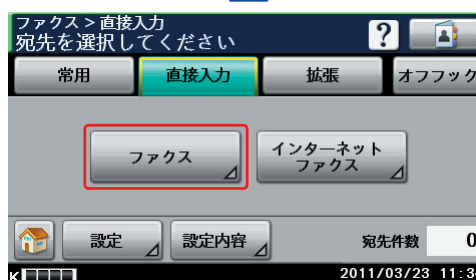 ファクス > 直接入力
宛先を選択してください
?
常用 直接入力 拡張 オフフック
ファクス インターネット
ファクス
設定 設定内容 宛先件数 0
K 2011/03/23 11:3